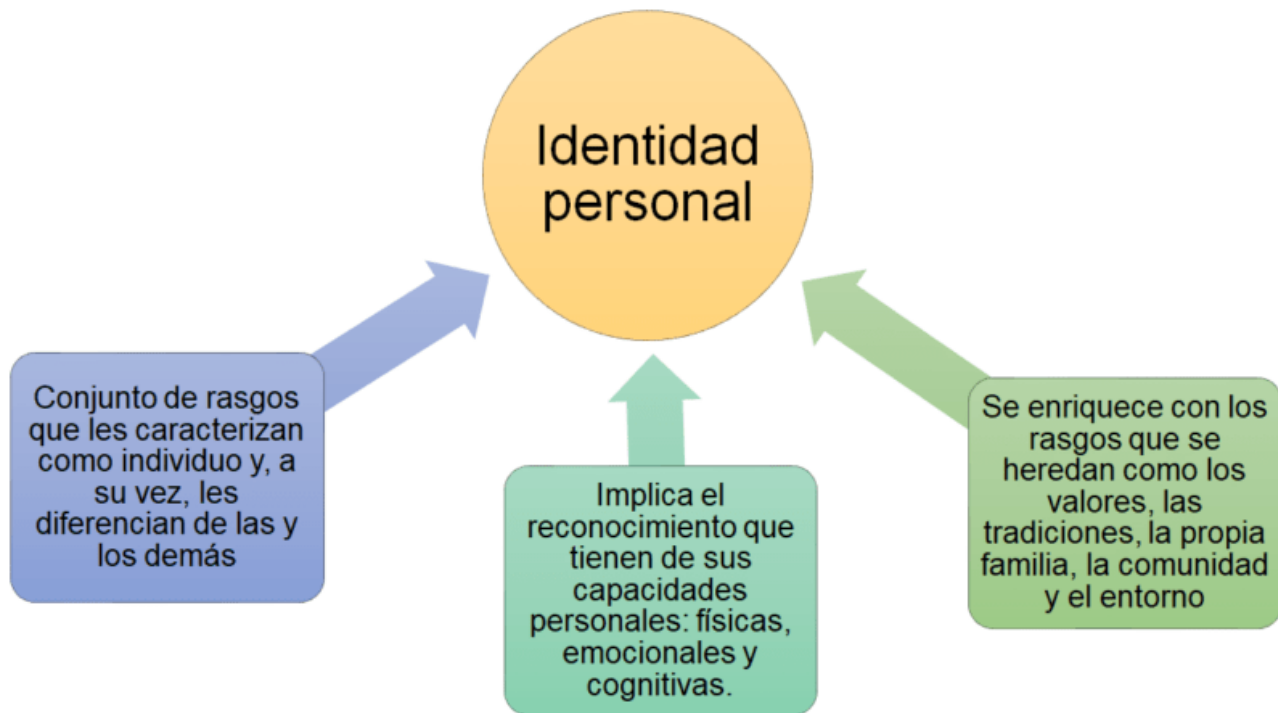 Identidad
personal
Conjunto de rasgos
que les caracterizan
como individuo y, a
su vez, les
diferencian de las y
los demás
Implica el
reconocimiento que
tienen de sus
capacidades
personales: físicas,
emocionales y
cognitivas.
Se enriquece con los
rasgos que se
heredan como los
valores, las
tradiciones, la propia
familia, la comunidad
y el entorno